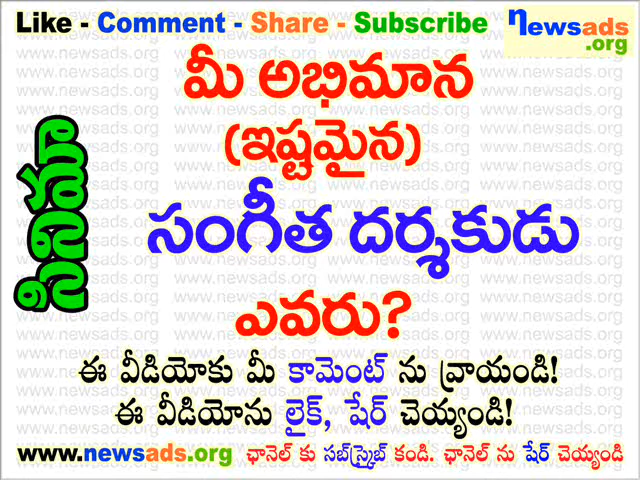 Like - Comment - Share - Subscribe
newsads
.org
మీ అభిమాన
(ఇష్టమైన)
సినిమా
సంగీత దర్శకుడు
ఎవరు?
ఈ వీడియోకు మీ కామెంట్ ను వ్రాయండి!
ఈ వీడియోను లైక్, షేర్ చెయ్యండి!
www.newsads.org ఛానెల్ కు సబ్‌స్క్రైబ్ కండి. ఛానెల్ ను షేర్ చెయ్యండి